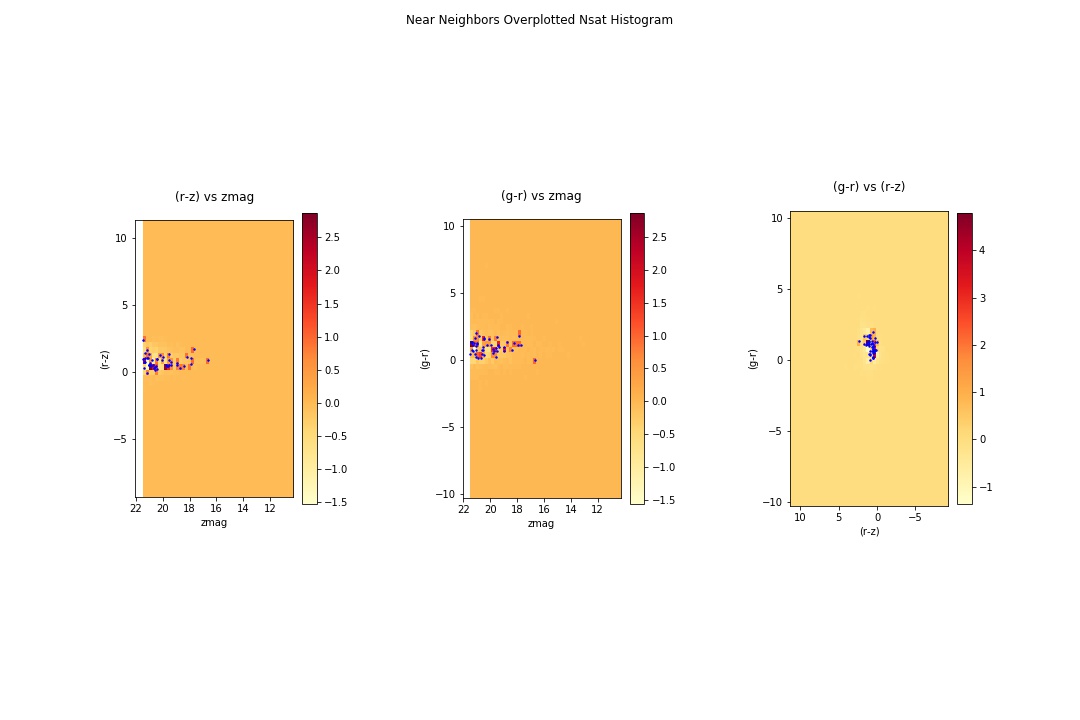 Near Neighbors Overplotted Nsat Histogram
(r-z) vs zmag
(r-z)
10
5
0
−5
22 20 18 16 14 12
zmag
2.5
2.0
1.5
1.0
0.5
0.0
−0.5
−1.0
−1.5
(g-r) vs zmag
(g-r)
10
5
0
−5
−10
22 20 18 16 14 12
zmag
2.5
2.0
1.5
1.0
0.5
0.0
−0.5
−1.0
−1.5
(g-r) vs (r-z)
(g-r)
10
5
0
−5
−10
10 5 0 −5
(r-z)
4
3
2
1
0
−1